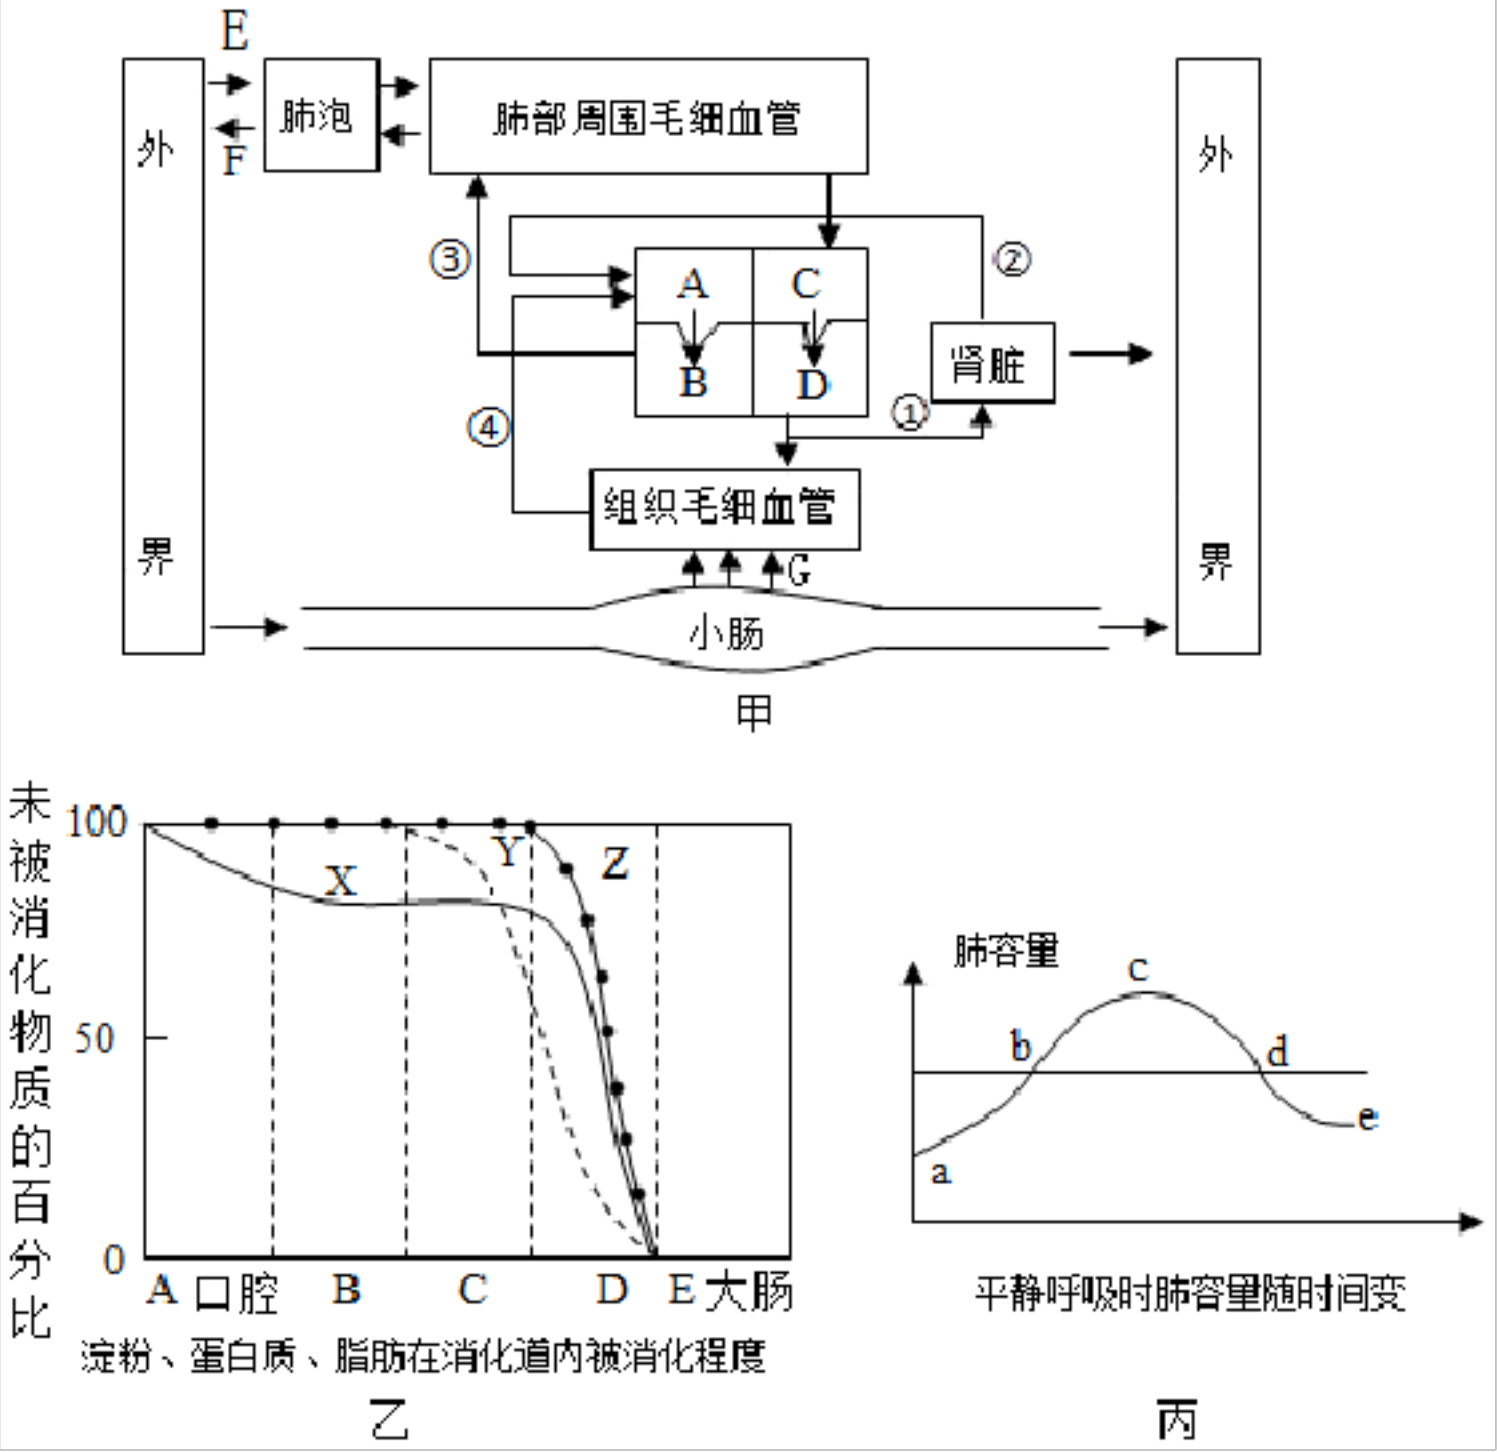 E
外
肺泡
肺部周围毛细血管
外
F
③
②
A
C
B
D
肾脏
①
④
组织毛细血管
G
界
界
小肠
甲
未被消化物质的百分比
100
50
0
X
Y
Z
A 口腔 B C D E 大肠
淀粉、蛋白质、脂肪在消化道内被消化程度
乙
肺容量
a
b
c
d
e
平静呼吸时肺容量随时间变
丙